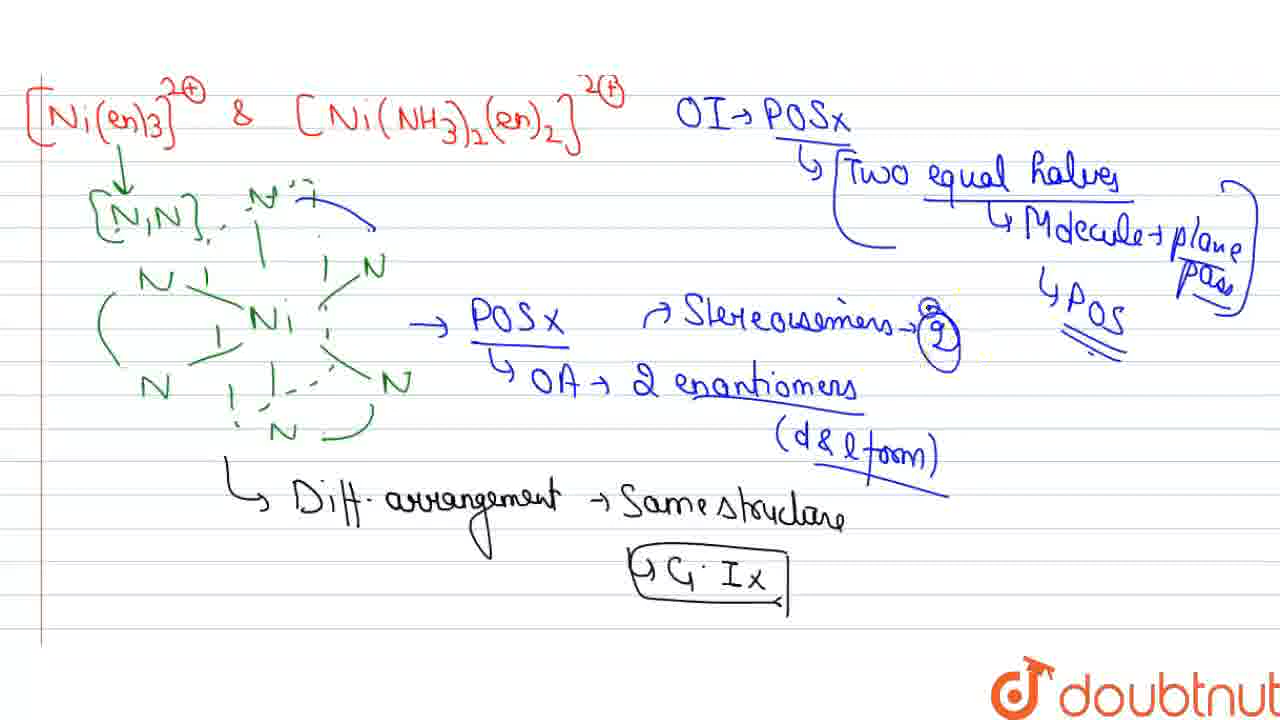 [Ni(en)3]2+ & [Ni(NH3)2(en)2]2+
OI → POSx
Two equal halves
Molecule → plane
pass
POS
[N,N]
N
N
N
Ni
N
N
N
→ POSx
OA → 2 enantiomers
(d & l form)
Stereoisomers → 2
Diff. arrangement → Same structure
G.Ix
doubtnut